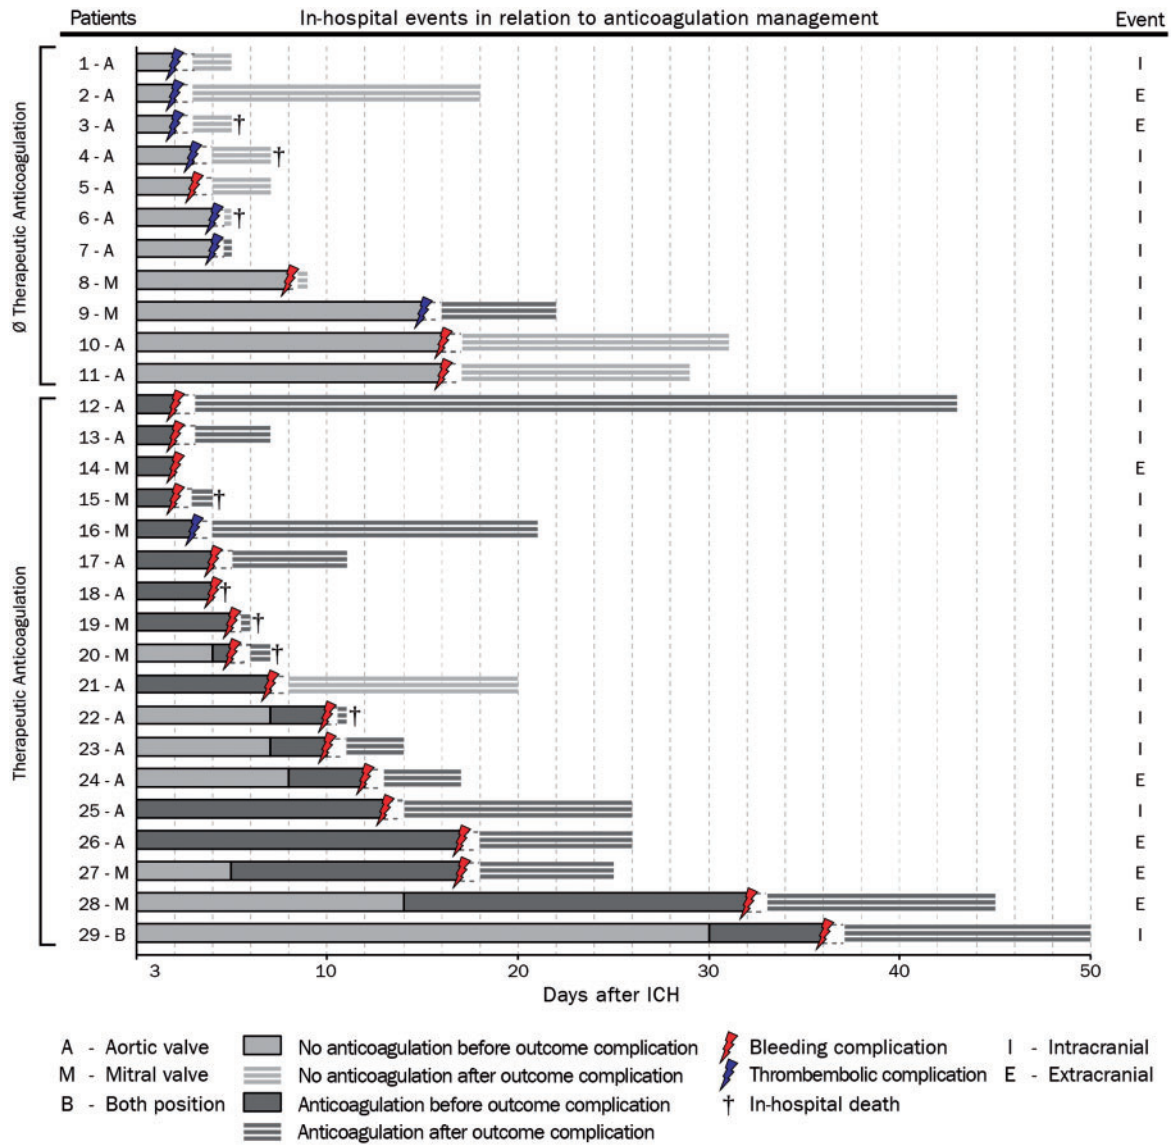 Patients In-hospital events in relation to anticoagulation management Event
Ø Therapeutic Anticoagulation
1 - A I
2 - A E
3 - A † E
4 - A † I
5 - A I
6 - A † I
7 - A I
8 - M I
9 - M I
10 - A I
11 - A I
Therapeutic Anticoagulation
12 - A I
13 - A I
14 - M E
15 - M † I
16 - M I
17 - A I
18 - A † I
19 - M † I
20 - M † I
21 - A I
22 - A † I
23 - A I
24 - A E
25 - A I
26 - A E
27 - M E
28 - M E
29 - B I
3 10 20 30 40 50
Days after ICH
A - Aortic valve No anticoagulation before outcome complication Bleeding complication I - Intracranial
M - Mitral valve No anticoagulation after outcome complication Thrombembolic complication E - Extracranial
B - Both position Anticoagulation before outcome complication † In-hospital death
Anticoagulation after outcome complication